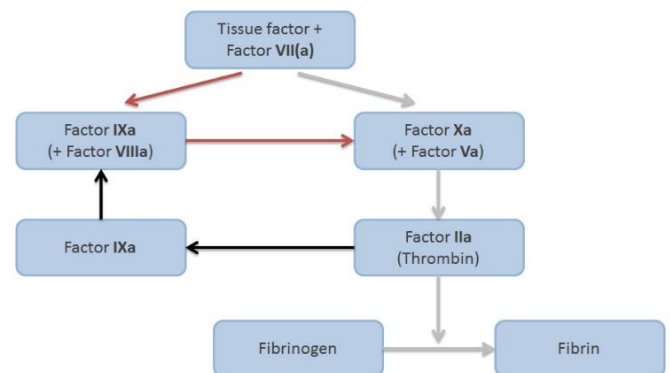 Tissue factor +
Factor VII(a)
Factor IXa
(+ Factor VIIIa)
Factor Xa
(+ Factor Va)
Factor IXa
Factor IIa
(Thrombin)
Fibrinogen
Fibrin